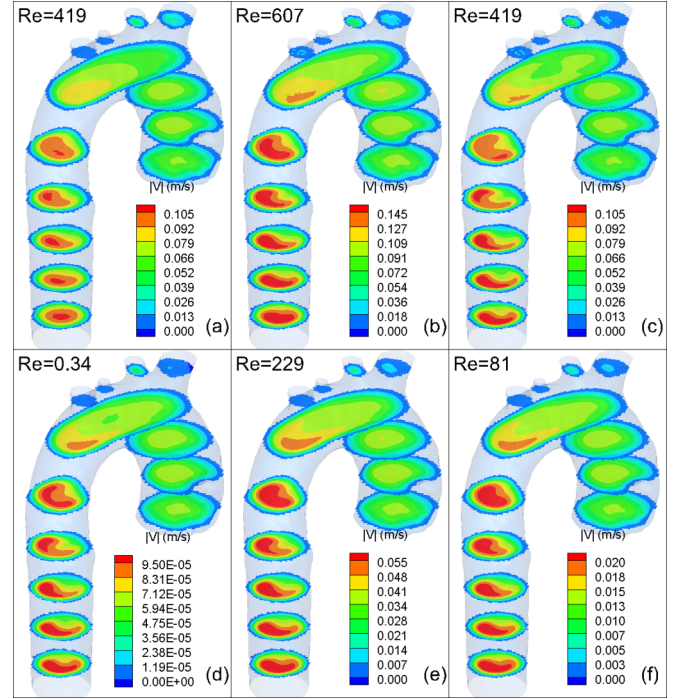 Re=419
|V| (m/s)
0.105
0.092
0.079
0.066
0.052
0.039
0.026
0.013
0.000
(a)
Re=607
|V| (m/s)
0.145
0.127
0.109
0.091
0.072
0.054
0.036
0.018
0.000
(b)
Re=419
|V| (m/s)
0.105
0.092
0.079
0.066
0.052
0.039
0.026
0.013
0.000
(c)
Re=0.34
|V| (m/s)
9.50E-05
8.31E-05
7.12E-05
5.94E-05
4.75E-05
3.56E-05
2.38E-05
1.19E-05
0.00E+00
(d)
Re=229
|V| (m/s)
0.055
0.048
0.041
0.034
0.028
0.021
0.014
0.007
0.000
(e)
Re=81
|V| (m/s)
0.020
0.018
0.015
0.013
0.010
0.007
0.005
0.003
0.000
(f)